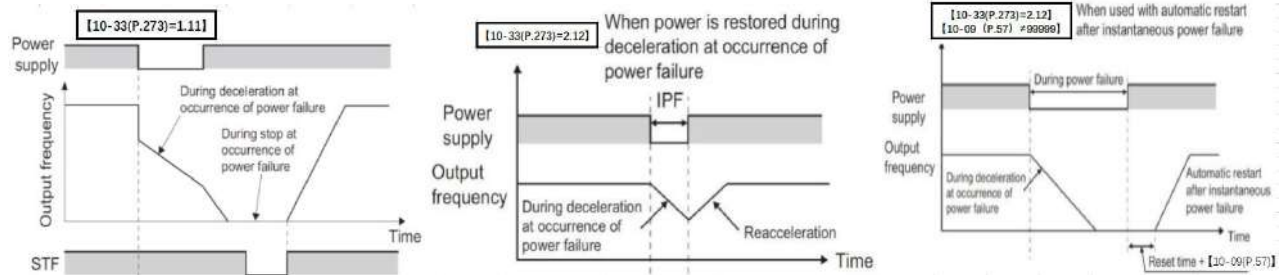 【10-33(P.273)=1.11】
Power
supply
During deceleration at
occurrence of power failure
During stop at
occurrence of
power failure
Output frequency
Time
STF
【10-33(P.273)=2.12】
When power is restored during
deceleration at occurrence of
power failure
IPF
Power
supply
Output
frequency
During deceleration
at occurrence of
power failure
Reacceleration
Time
【10-33(P.273)=2.12】
【10-09（P.57）≠99999】
When used with automatic restart
after instantaneous power failure
During power failure
Power
supply
Output
frequency
During deceleration
at occurrence of
power failure
Automatic restart
after instantaneous
power failure
Time
Reset time +【10-09(P.57)】